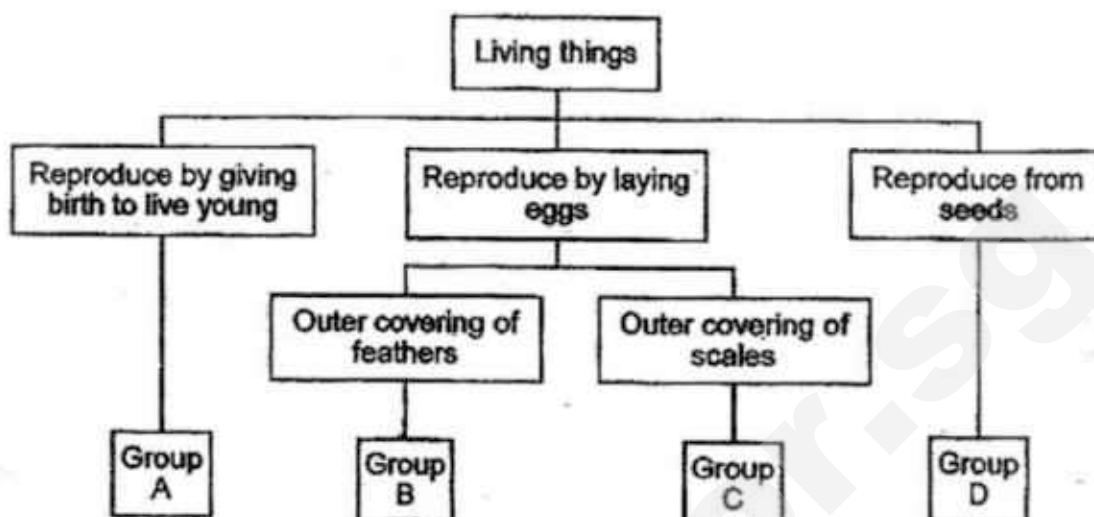 Living things
Reproduce by giving
birth to live young
Reproduce by laying
eggs
Reproduce from
seeds
Outer covering of
feathers
Outer covering of
scales
Group
A
Group
B
Group
C
Group
D
r.sg